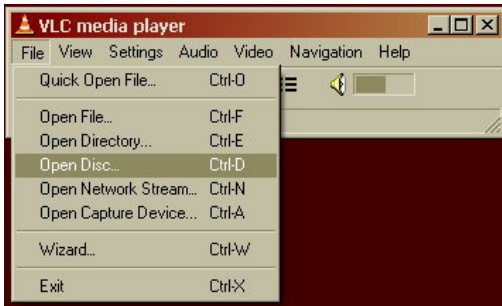 VLC media player
File View Settings Audio Video Navigation Help
Quick Open File... Ctrl-O
Open File... Ctrl-F
Open Directory... Ctrl-E
Open Disc... Ctrl-D
Open Network Stream... Ctrl-N
Open Capture Device... Ctrl-A
Wizard... Ctrl-W
Exit Ctrl-X